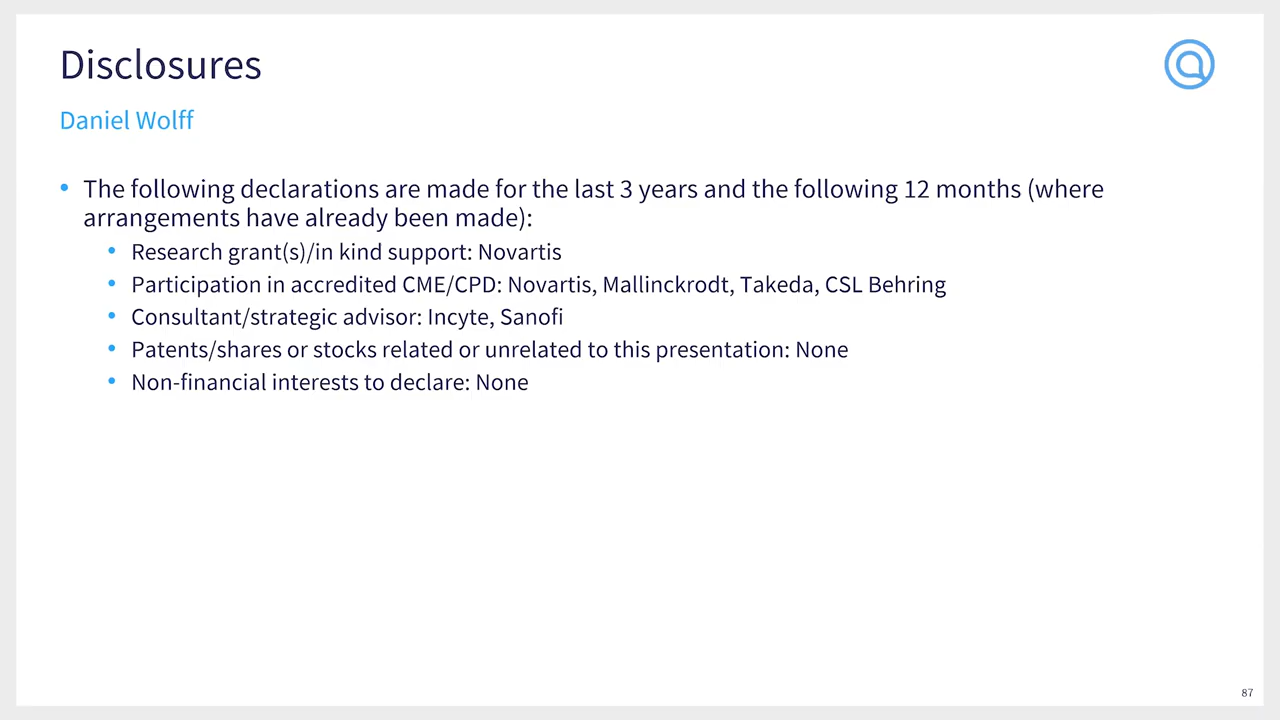 Disclosures
Daniel Wolff
• The following declarations are made for the last 3 years and the following 12 months (where
arrangements have already been made):
• Research grant(s)/in kind support: Novartis
• Participation in accredited CME/CPD: Novartis, Mallinckrodt, Takeda, CSL Behring
• Consultant/strategic advisor: Incyte, Sanofi
• Patents/shares or stocks related or unrelated to this presentation: None
• Non-financial interests to declare: None
87